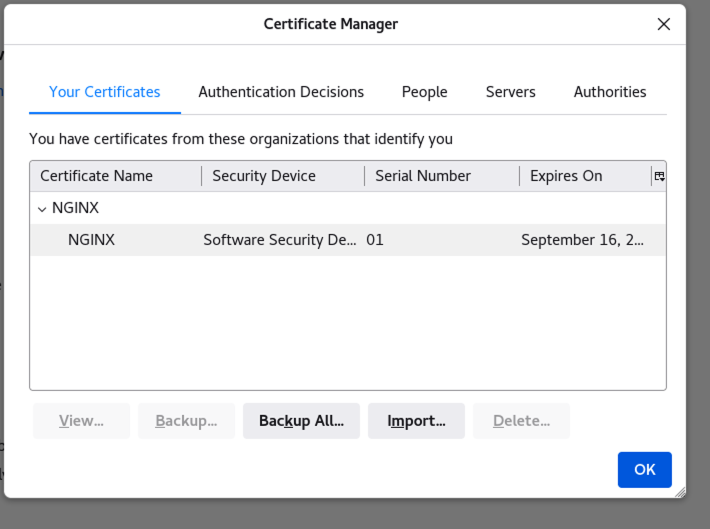 Certificate Manager
Your Certificates Authentication Decisions People Servers Authorities
You have certificates from these organizations that identify you
Certificate Name Security Device Serial Number Expires On
NGINX
NGINX Software Security De... 01 September 16, 2...
View... Backup... Backup All... Import... Delete...
OK